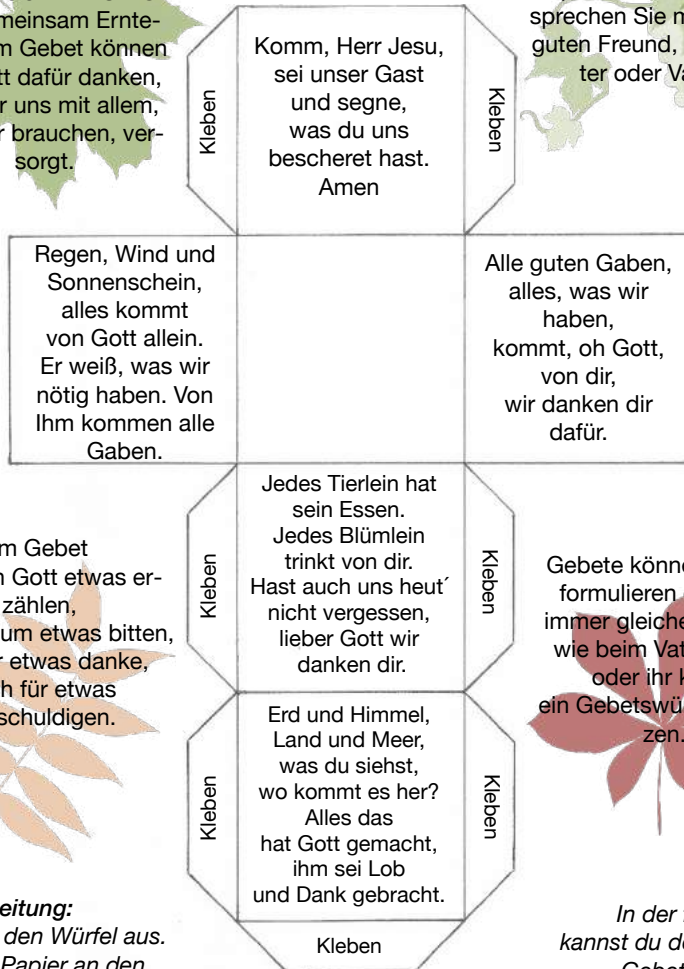 meinsam Ernte-
m Gebet können
tt dafür danken,
r uns mit allem,
r brauchen, ver-
sorgt.
Komm, Herr Jesu,
sei unser Gast
und segne,
was du uns
bescheret hast.
Amen
Kleben
Kleben
sprechen Sie m
guten Freund,
ter oder Va
Regen, Wind und
Sonnenschein,
alles kommt
von Gott allein.
Er weiß, was wir
nötig haben. Von
Ihm kommen alle
Gaben.
Alle guten Gaben,
alles, was wir
haben,
kommt, oh Gott,
von dir,
wir danken dir
dafür.
m Gebet
n Gott etwas er-
zählen,
um etwas bitten,
r etwas danke,
h für etwas
schuldigen.
Kleben
Jedes Tierlein hat
sein Essen.
Jedes Blümlein
trinkt von dir.
Hast auch uns heut´
nicht vergessen,
lieber Gott wir
danken dir.
Kleben
Gebete könne
formulieren
immer gleiche
wie beim Vat
oder ihr k
ein Gebetswü
zen.
Kleben
Erd und Himmel,
Land und Meer,
was du siehst,
wo kommt es her?
Alles das
hat Gott gemacht,
ihm sei Lob
und Dank gebracht.
Kleben
Kleben
eitung:
den Würfel aus.
Papier an den
In der
kannst du de
Gebet